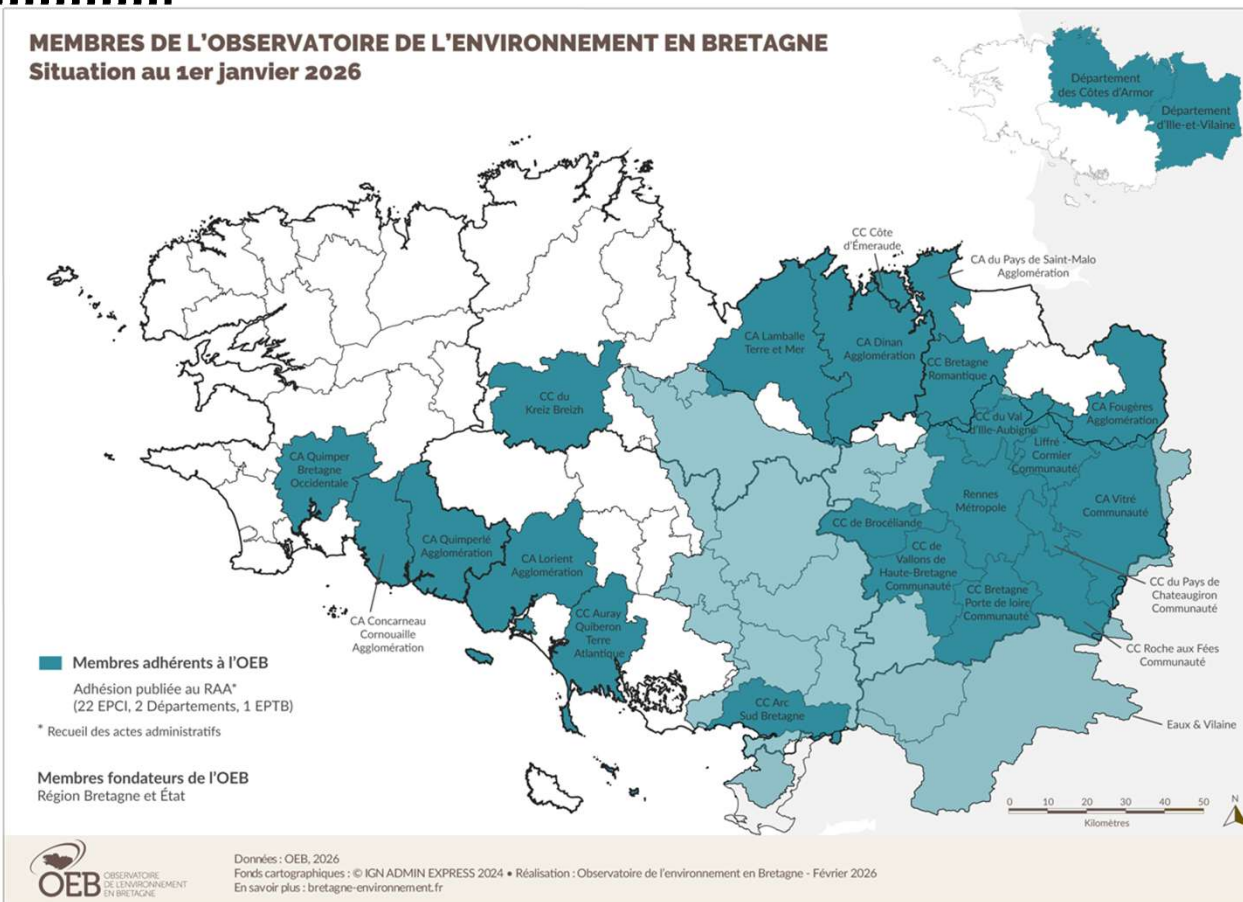 MEMBRES DE L'OBSERVATOIRE DE L'ENVIRONNEMENT EN BRETAGNE
Situation au 1er janvier 2026
Département
des Côtes d'Armor
Département
d'Ille-et-Vilaine
CC Côte
d'Émeraude
CA du Pays de Saint-Malo
Agglomération
CA Lamballe
Terre et Mer
CA Dinan
Agglomération
CC Bretagne
Romantique
CC du
Kreiz Breizh
CA Fougères
Agglomération
CC du Val
d'Ille-Aubigné
Liffré -
Cormier
Communauté
CA Quimper
Bretagne
Occidentale
Rennes
Métropole
CA Vitré
Communauté
CC de Brocéliande
CA Quimperlé
Agglomération
CA Lorient
Agglomération
CC de
Vallons de
Haute-Bretagne
Communauté
CC du Pays de
Chateaugiron
Communauté
CC Bretagne
Porte de loire
Communauté
CA Concarneau
Cornouaille
Agglomération
CC Auray
Quiberon
Terre
Atlantique
CC Roche aux Fées
Communauté
CC Arc
Sud Bretagne
Eaux & Vilaine
Membres adhérents à l'OEB
Adhésion publiée au RAA*
(22 EPCI, 2 Départements, 1 EPTB)
* Recueil des actes administratifs
Membres fondateurs de l'OEB
Région Bretagne et État
0 10 20 30 40 50
Kilomètres
N
OEB
OBSERVATOIRE
DE L'ENVIRONNEMENT
EN BRETAGNE
Données : OEB, 2026
Fonds cartographiques : © IGN ADMIN EXPRESS 2024 • Réalisation : Observatoire de l'environnement en Bretagne - Février 2026
En savoir plus : bretagne-environnement.fr